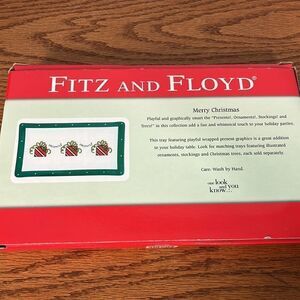 FITZ AND FLOYD®
Merry Christmas
Playful and graphically smart the "Presents!, Ornaments!, Stockings! and
Trees!" in this collection add a fun and whimsical touch to your holiday parties.
This tray featuring playful wrapped present graphics is a great addition
to your holiday table. Look for matching trays featuring illustrated
ornaments, stockings and Christmas trees, each sold separately.
Care: Wash by Hand.
one look
and you
know...